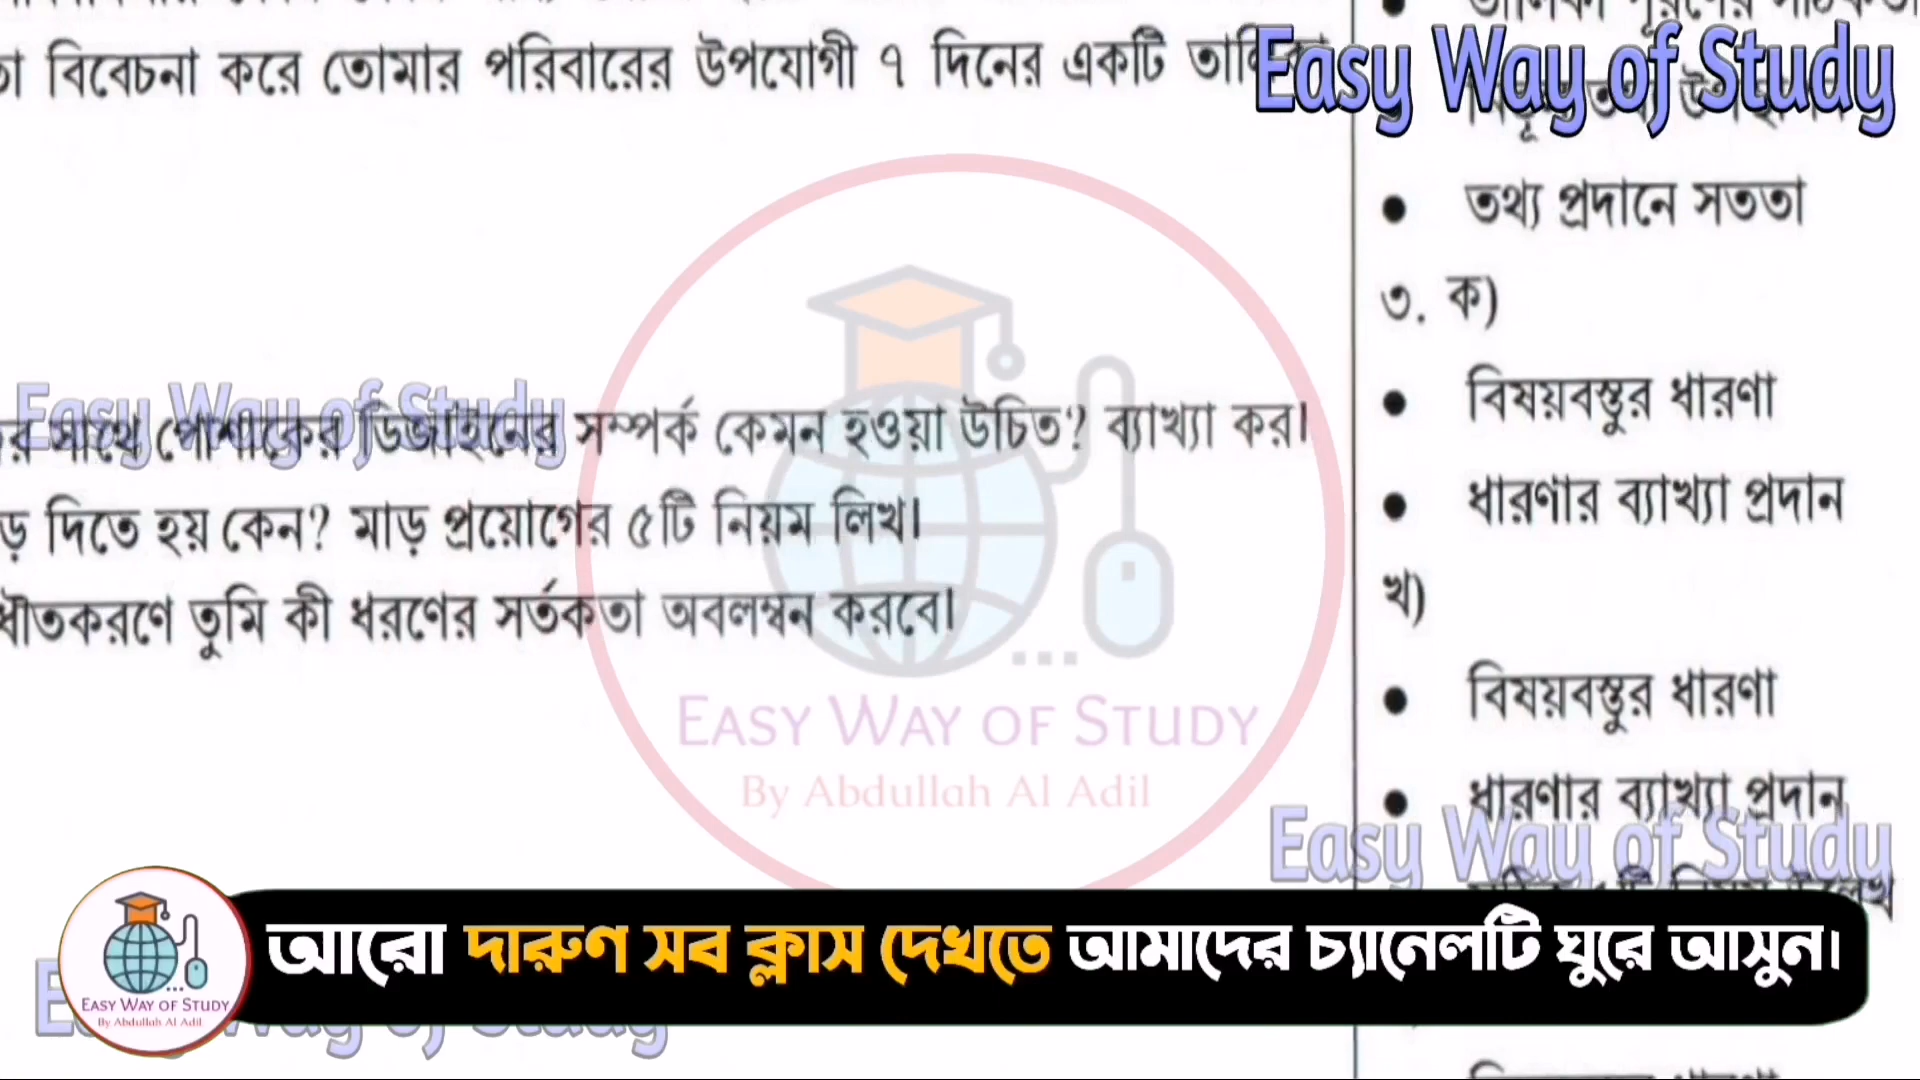 বিবেচনা করে তোমার পরিবারের উপযোগী ৭ দিনের একটি
সাথে পোশাকের ডিজাইনের সম্পর্ক কেমন হওয়া উচিত? ব্যাখ্যা কর।
দিতে হয় কেন? মাড় প্রয়োগের ৫টি নিয়ম লিখ।
ধৌতকরণে তুমি কী ধরণের সর্তকতা অবলম্বন করবে।
Easy Way of Study
• তথ্য প্রদানে সততা
৩. ক)
• বিষয়বস্তুর ধারণা
• ধারণার ব্যাখ্যা প্রদান
খ)
• বিষয়বস্তুর ধারণা
• ধারণার ব্যাখ্যা প্রদান
Easy Way of Study
Easy Way of Study
EASY WAY OF STUDY
By Abdullah Al Adil
EASY WAY OF STUDY
By Abdullah Al Adil
আরো দারুণ সব ক্লাস দেখতে আমাদের চ্যানেলটি ঘুরে আসুন।